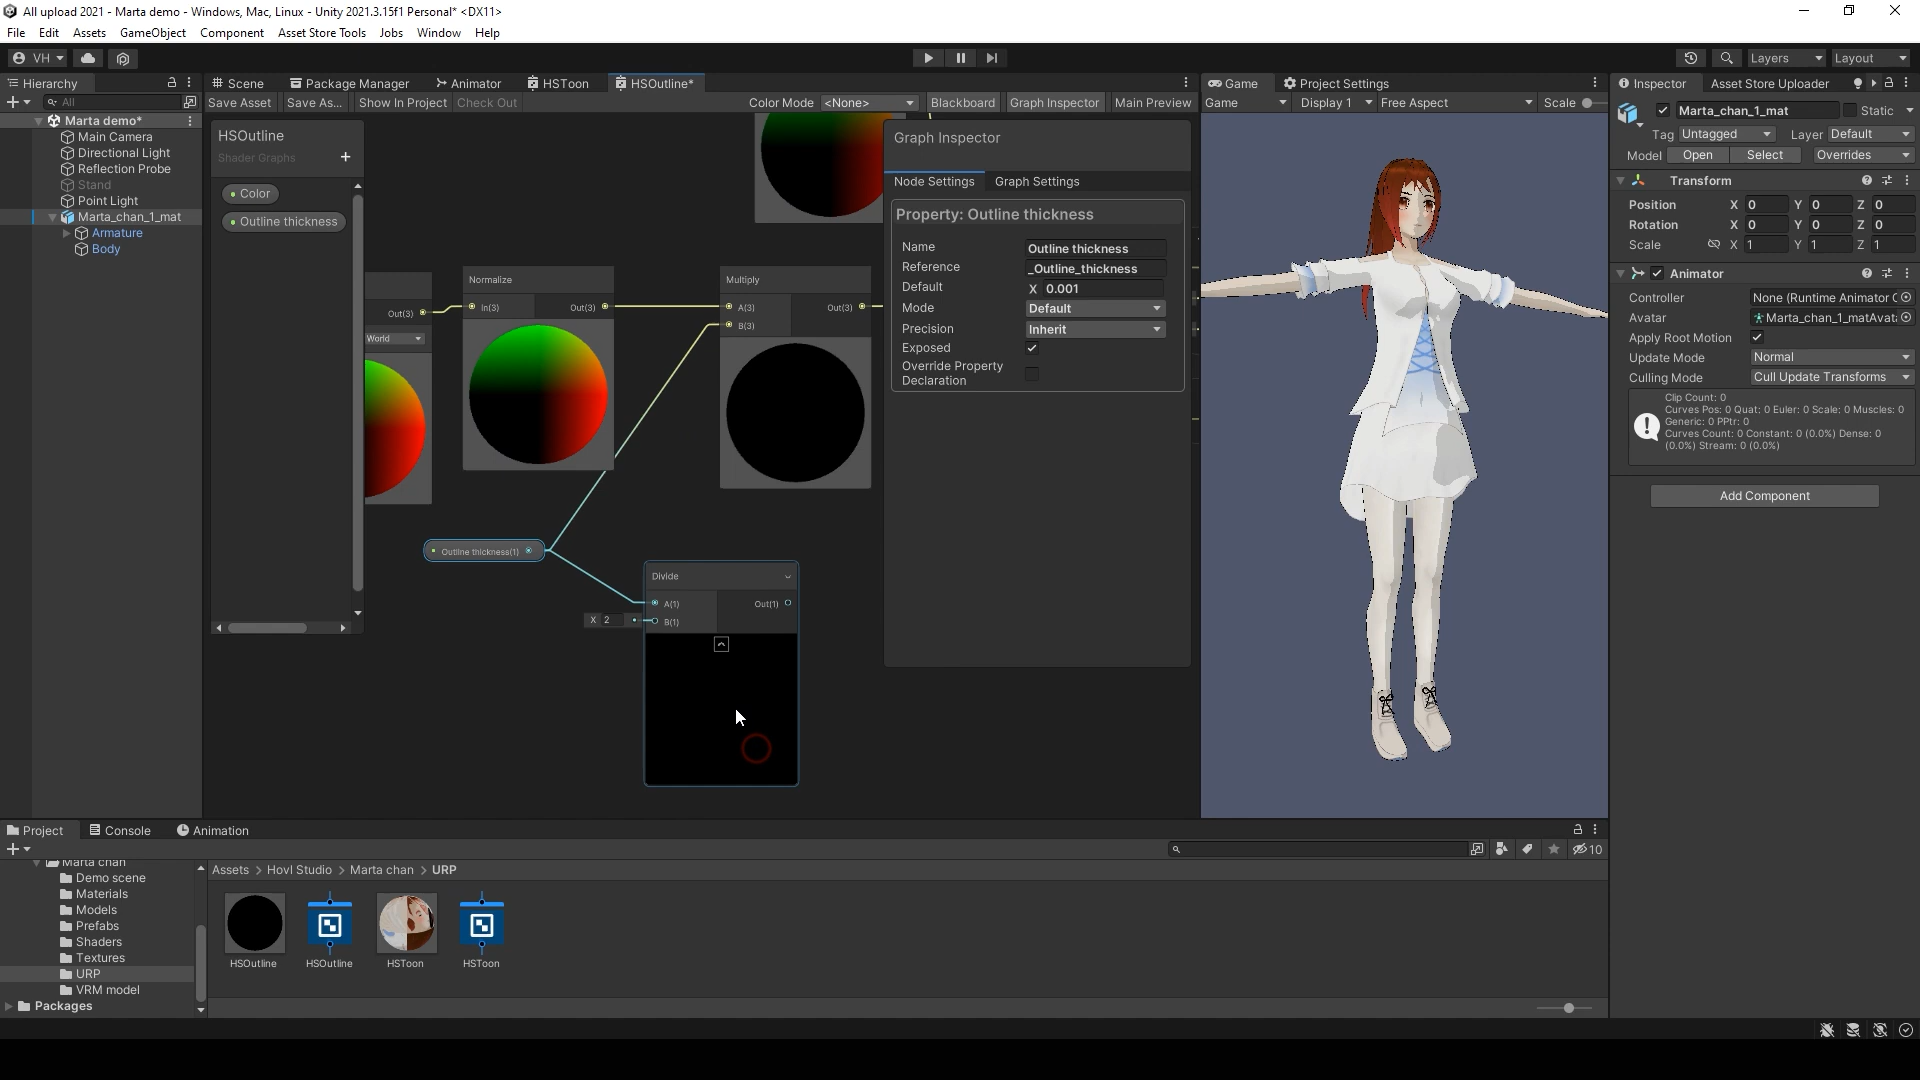 All upload 2021 - Marta demo - Windows, Mac, Linux - Unity 2021.3.15f1 Personal* <DX11>
File Edit Assets GameObject Component Asset Store Tools Jobs Window Help
VH
Layers
Layout
Hierarchy
All
Marta demo*
Main Camera
Directional Light
Reflection Probe
Stand
Point Light
Marta_chan_1_mat
Armature
Body
Scene Package Manager Animator HSToon HSOutline*
Save Asset Save As... Show In Project Check Out
Color Mode <None> Blackboard Graph Inspector Main Preview
HSOutline
Shader Graphs
Color
Outline thickness
Out(3)
World
Normalize
In(3) Out(3)
Multiply
A(3) Out(3)
B(3)
Outline thickness(1)
Divide
A(1) Out(1)
X 2 B(1)
Graph Inspector
Node Settings Graph Settings
Property: Outline thickness
Name Outline thickness
Reference _Outline_thickness
Default X 0.001
Mode Default
Precision Inherit
Exposed
Override Property
Declaration
Game Project Settings
Game Display 1 Free Aspect Scale
Inspector Asset Store Uploader
Marta_chan_1_mat Static
Tag Untagged Layer Default
Model Open Select Overrides
Transform
Position X 0 Y 0 Z 0
Rotation X 0 Y 0 Z 0
Scale X 1 Y 1 Z 1
Animator
Controller None (Runtime Animator C
Avatar Marta_chan_1_matAvata
Apply Root Motion
Update Mode Normal
Culling Mode Cull Update Transforms
Clip Count: 0
Curves Pos: 0 Quat: 0 Euler: 0 Scale: 0 Muscles: 0
Generic: 0 PPtr: 0
Curves Count: 0 Constant: 0 (0.0%) Dense: 0
(0.0%) Stream: 0 (0.0%)
Add Component
Project Console Animation
10
Marta chan
Demo scene
Materials
Models
Prefabs
Shaders
Textures
URP
VRM model
Packages
Assets > Hovl Studio > Marta chan > URP
HSOutline HSOutline HSToon HSToon